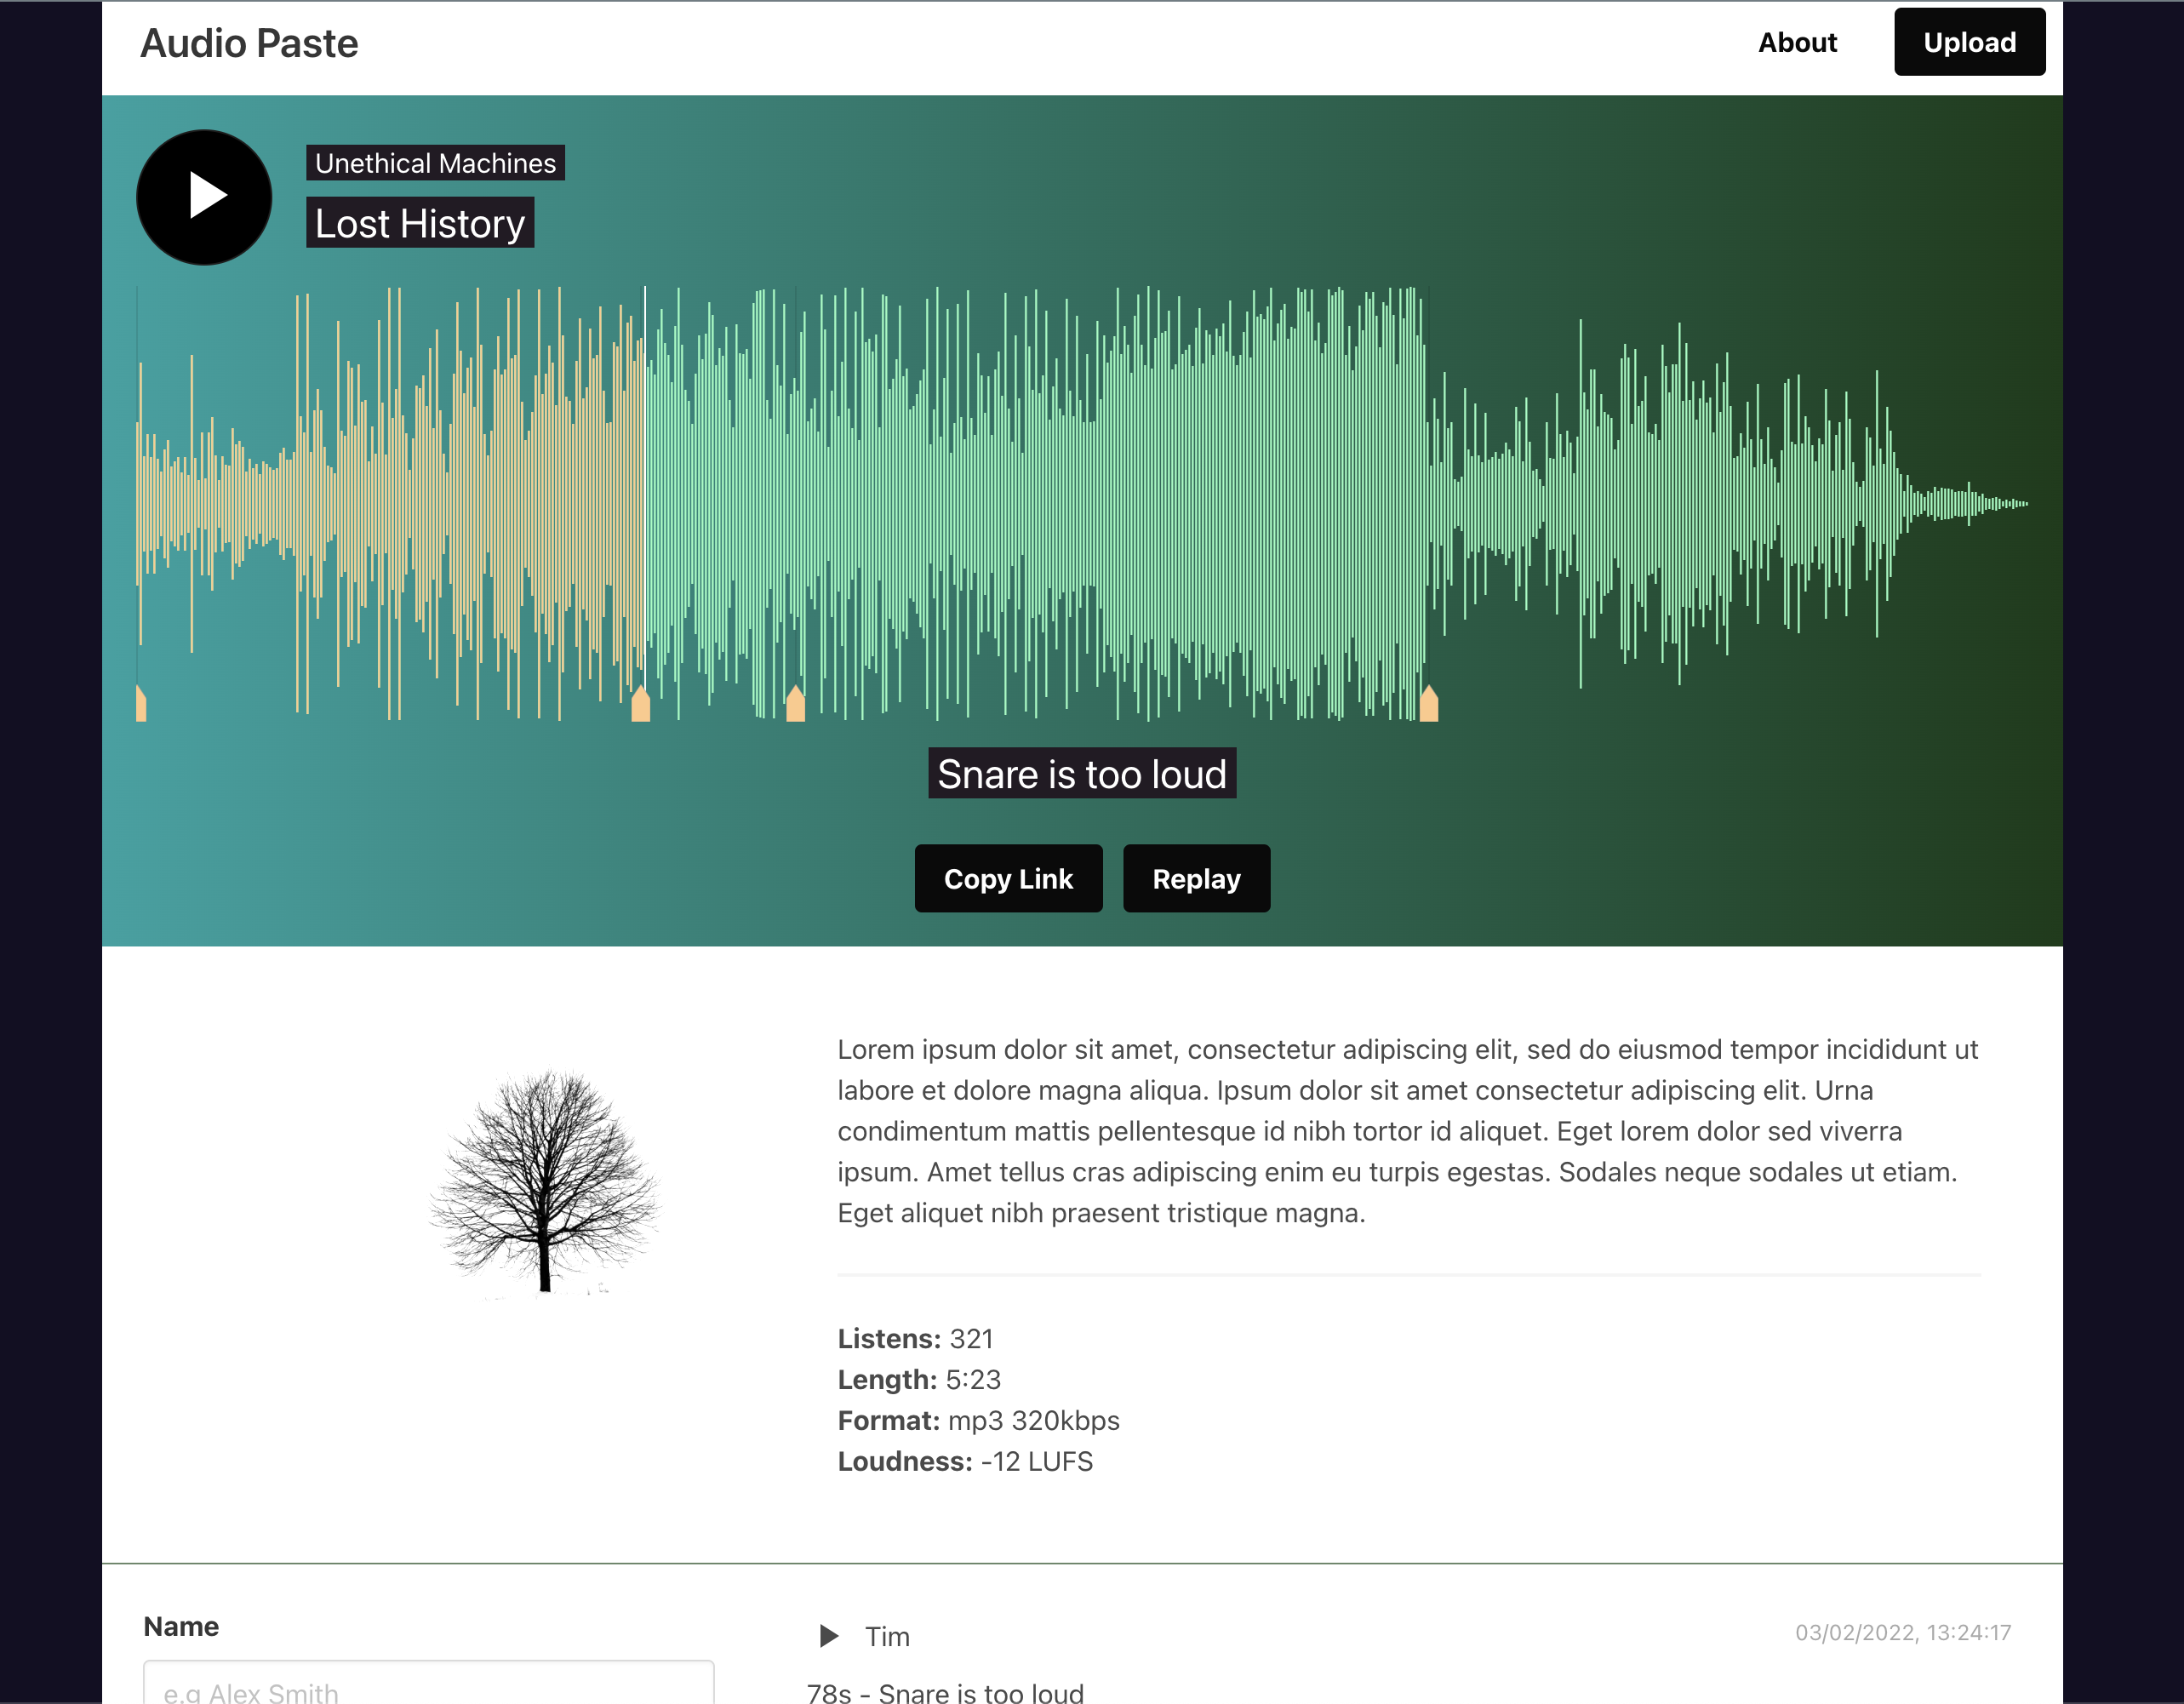 Audio Paste
About
Upload
Unethical Machines
Lost History
Snare is too loud
Copy Link
Replay
Lorem ipsum dolor sit amet, consectetur adipiscing elit, sed do eiusmod tempor incididunt ut
labore et dolore magna aliqua. Ipsum dolor sit amet consectetur adipiscing elit. Urna
condimentum mattis pellentesque id nibh tortor id aliquet. Eget lorem dolor sed viverra
ipsum. Amet tellus cras adipiscing enim eu turpis egestas. Sodales neque sodales ut etiam.
Eget aliquet nibh praesent tristique magna.
Listens: 321
Length: 5:23
Format: mp3 320kbps
Loudness: -12 LUFS
Name
e.g Alex Smith
Tim
03/02/2022, 13:24:17
78s - Snare is too loud